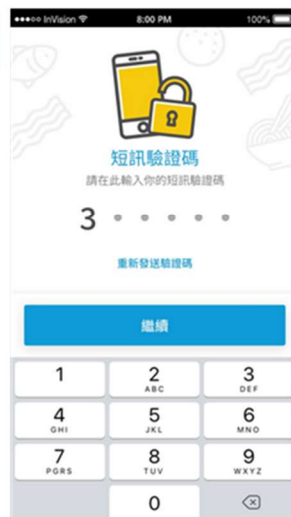 InVision 8:00 PM 100%
短訊驗證碼
請在此輸入你的短訊驗證碼
3
重新發送驗證碼
繼續
1 2 3
ABC DEF
4 5 6
GHI JKL MNO
7 8 9
PQRS TUV WXYZ
0